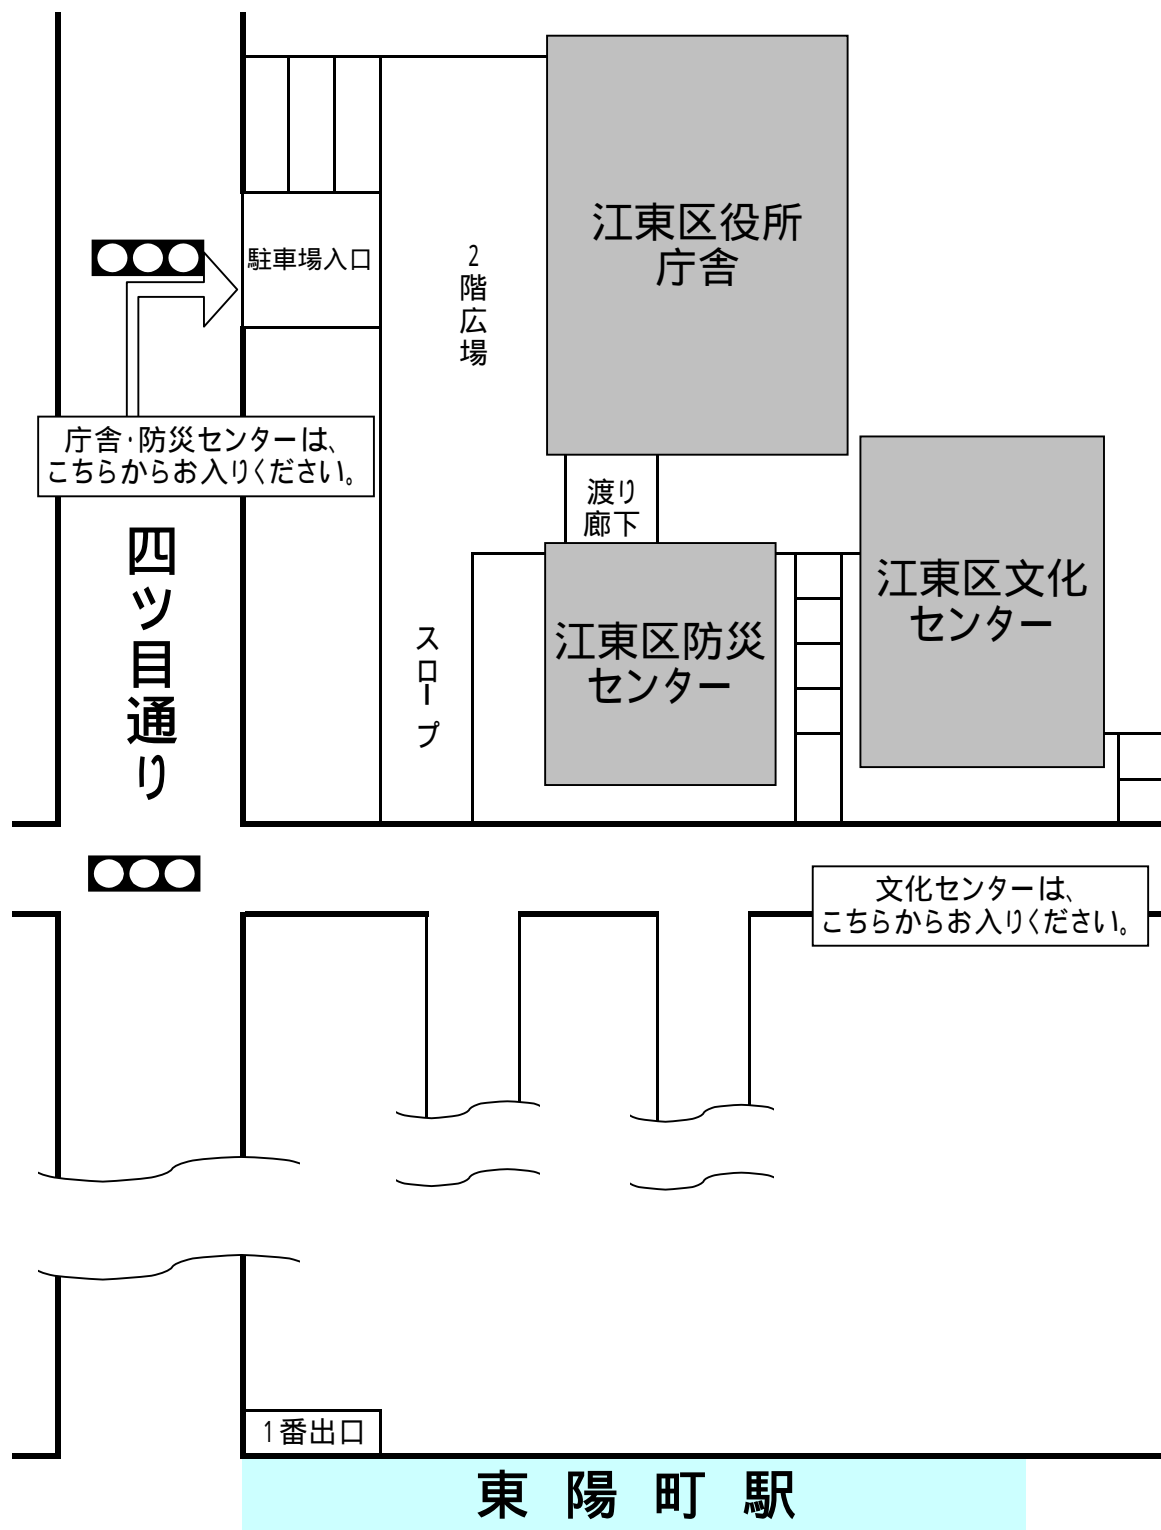 江東区役所
庁舎
駐車場入口
2階広場
庁舎・防災センターは、
こちらからお入りください。
渡り
廊下
四ツ目通り
スロープ
江東区防災
センター
江東区文化
センター
文化センターは、
こちらからお入りください。
1番出口
東陽町駅